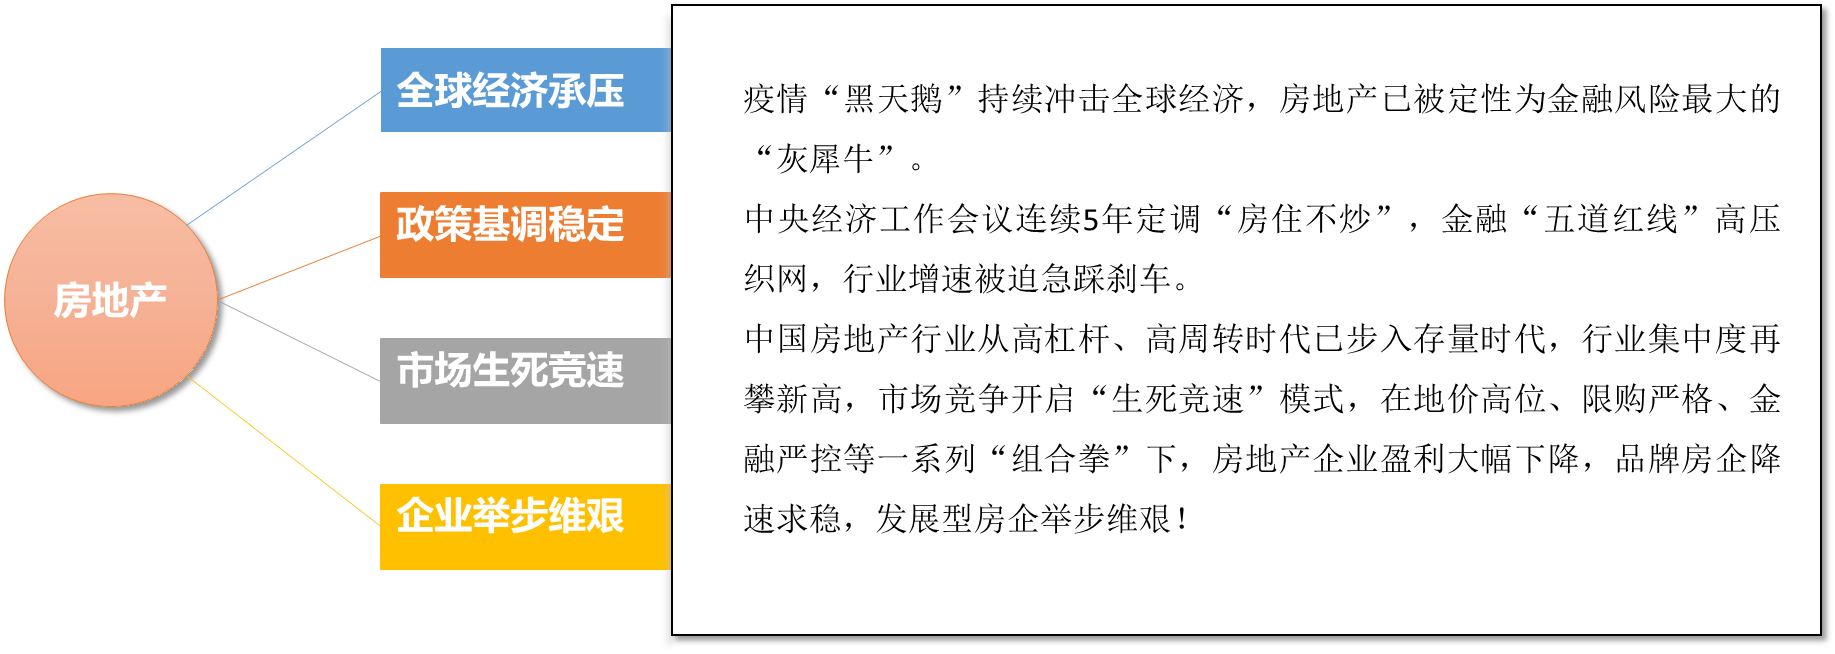 房地产
全球经济承压
政策基调稳定
市场生死竞速
企业举步维艰
疫情“黑天鹅”持续冲击全球经济，房地产已被定性为金融风险最大的
“灰犀牛”。
中央经济工作会议连续5年定调“房住不炒”，金融“五道红线”高压
织网，行业增速被迫急踩刹车。
中国房地产行业从高杠杆、高周转时代已步入存量时代，行业集中度再
攀新高，市场竞争开启“生死竞速”模式，在地价高位、限购严格、金
融严控等一系列“组合拳”下，房地产企业盈利大幅下降，品牌房企降
速求稳，发展型房企举步维艰！